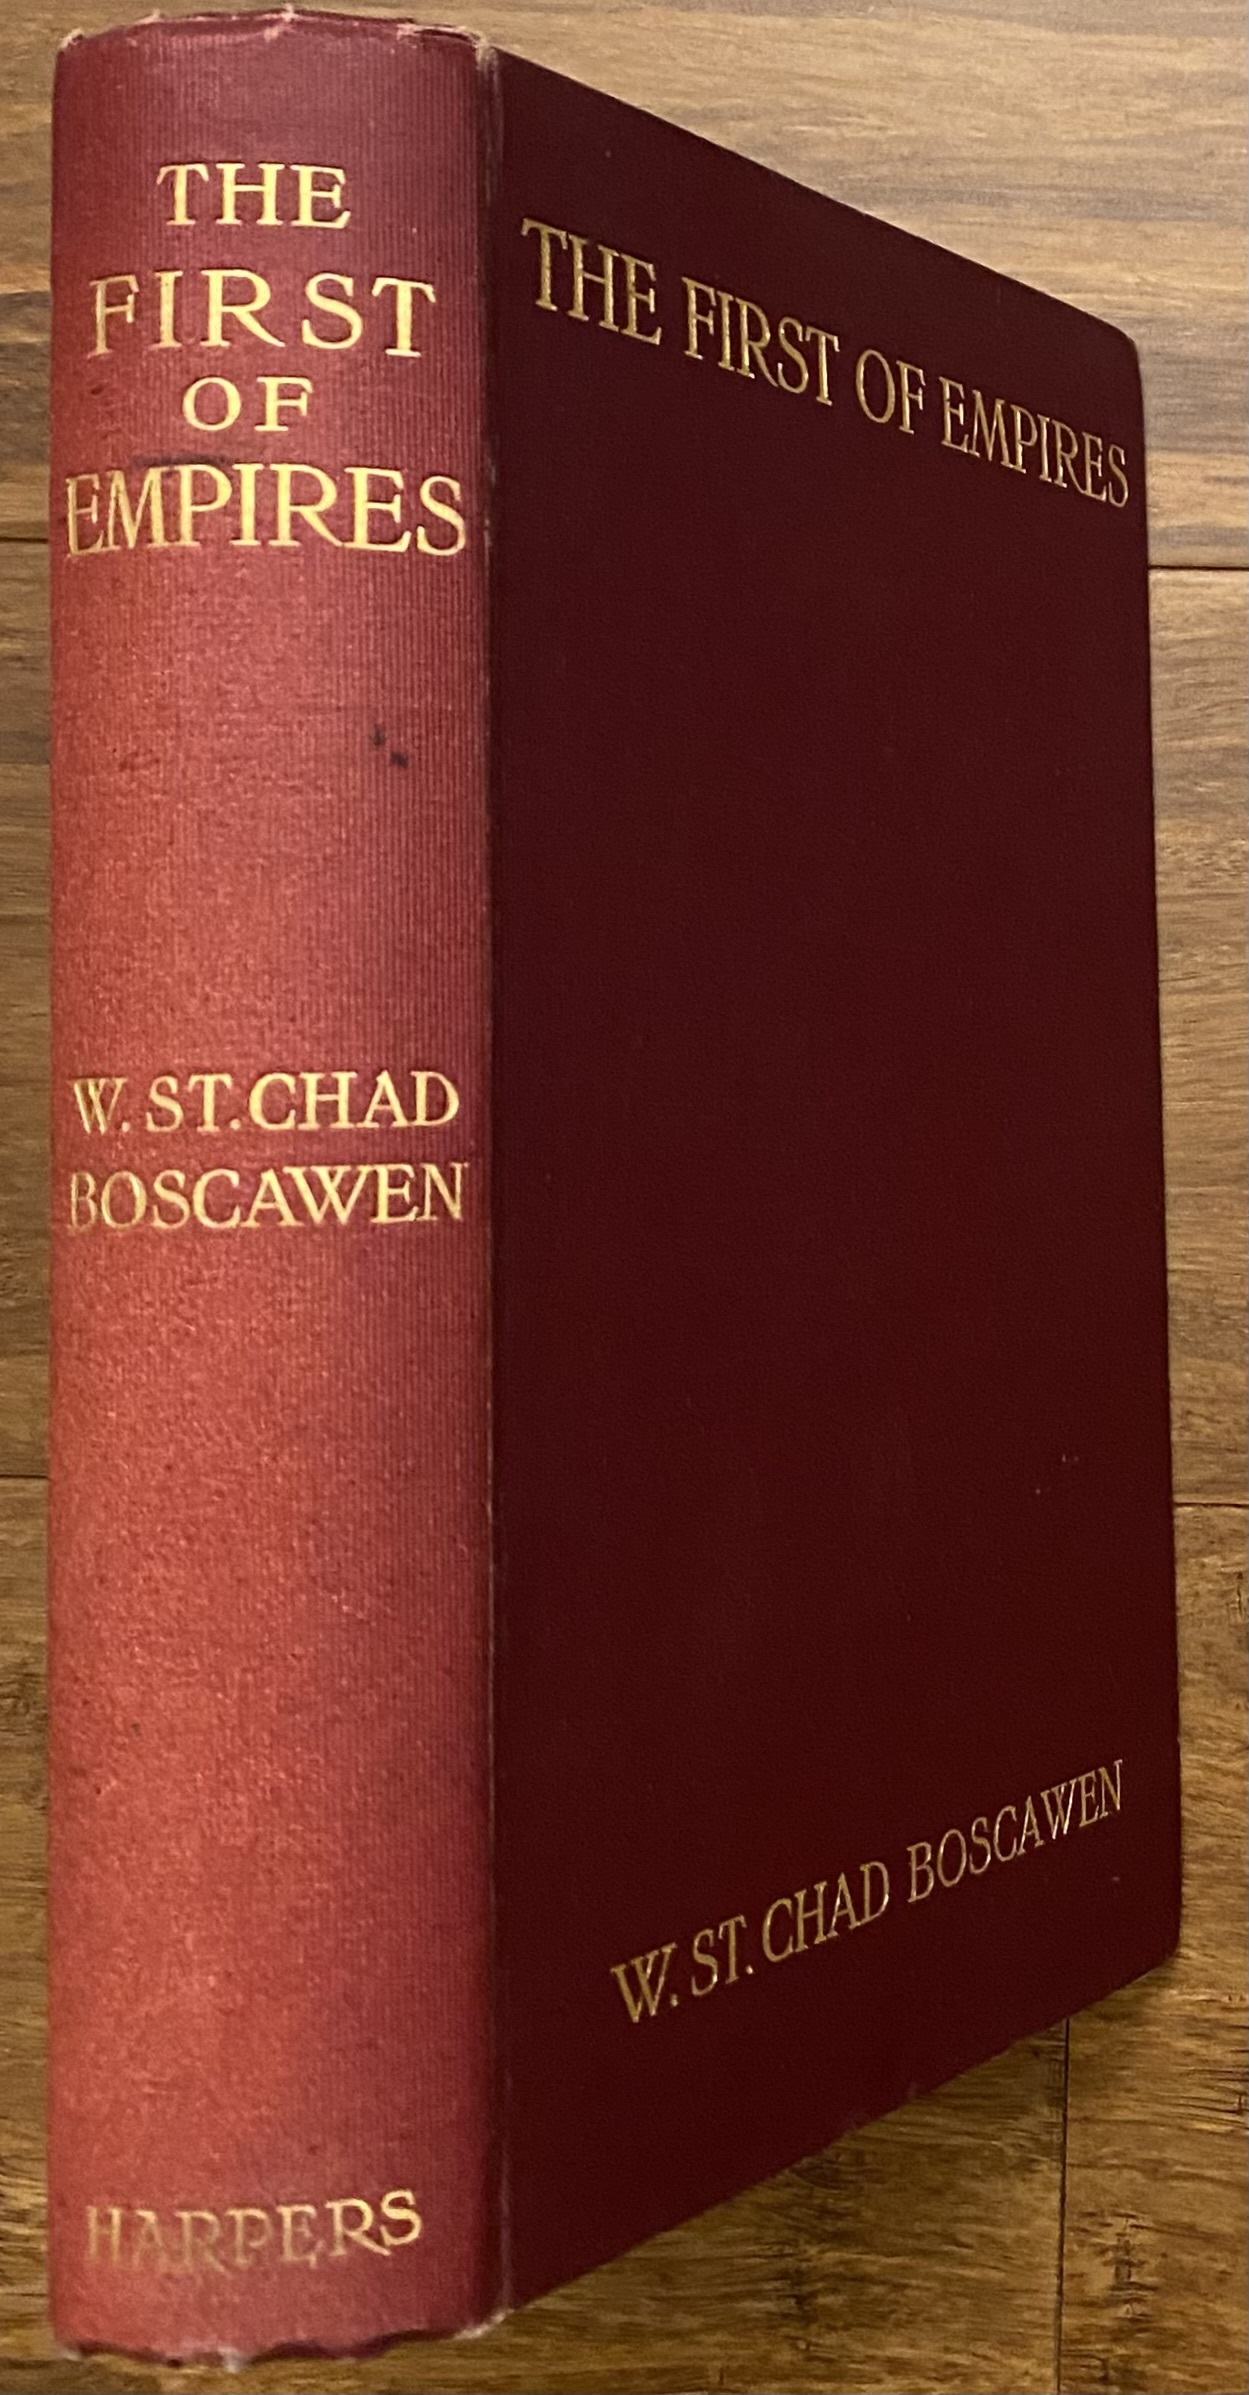 THE
FIRST
OF
EMPIRES
W. ST. CHAD
BOSCAWEN
HARPERS
THE FIRST OF EMPIRES
W. ST. CHAD BOSCAWEN